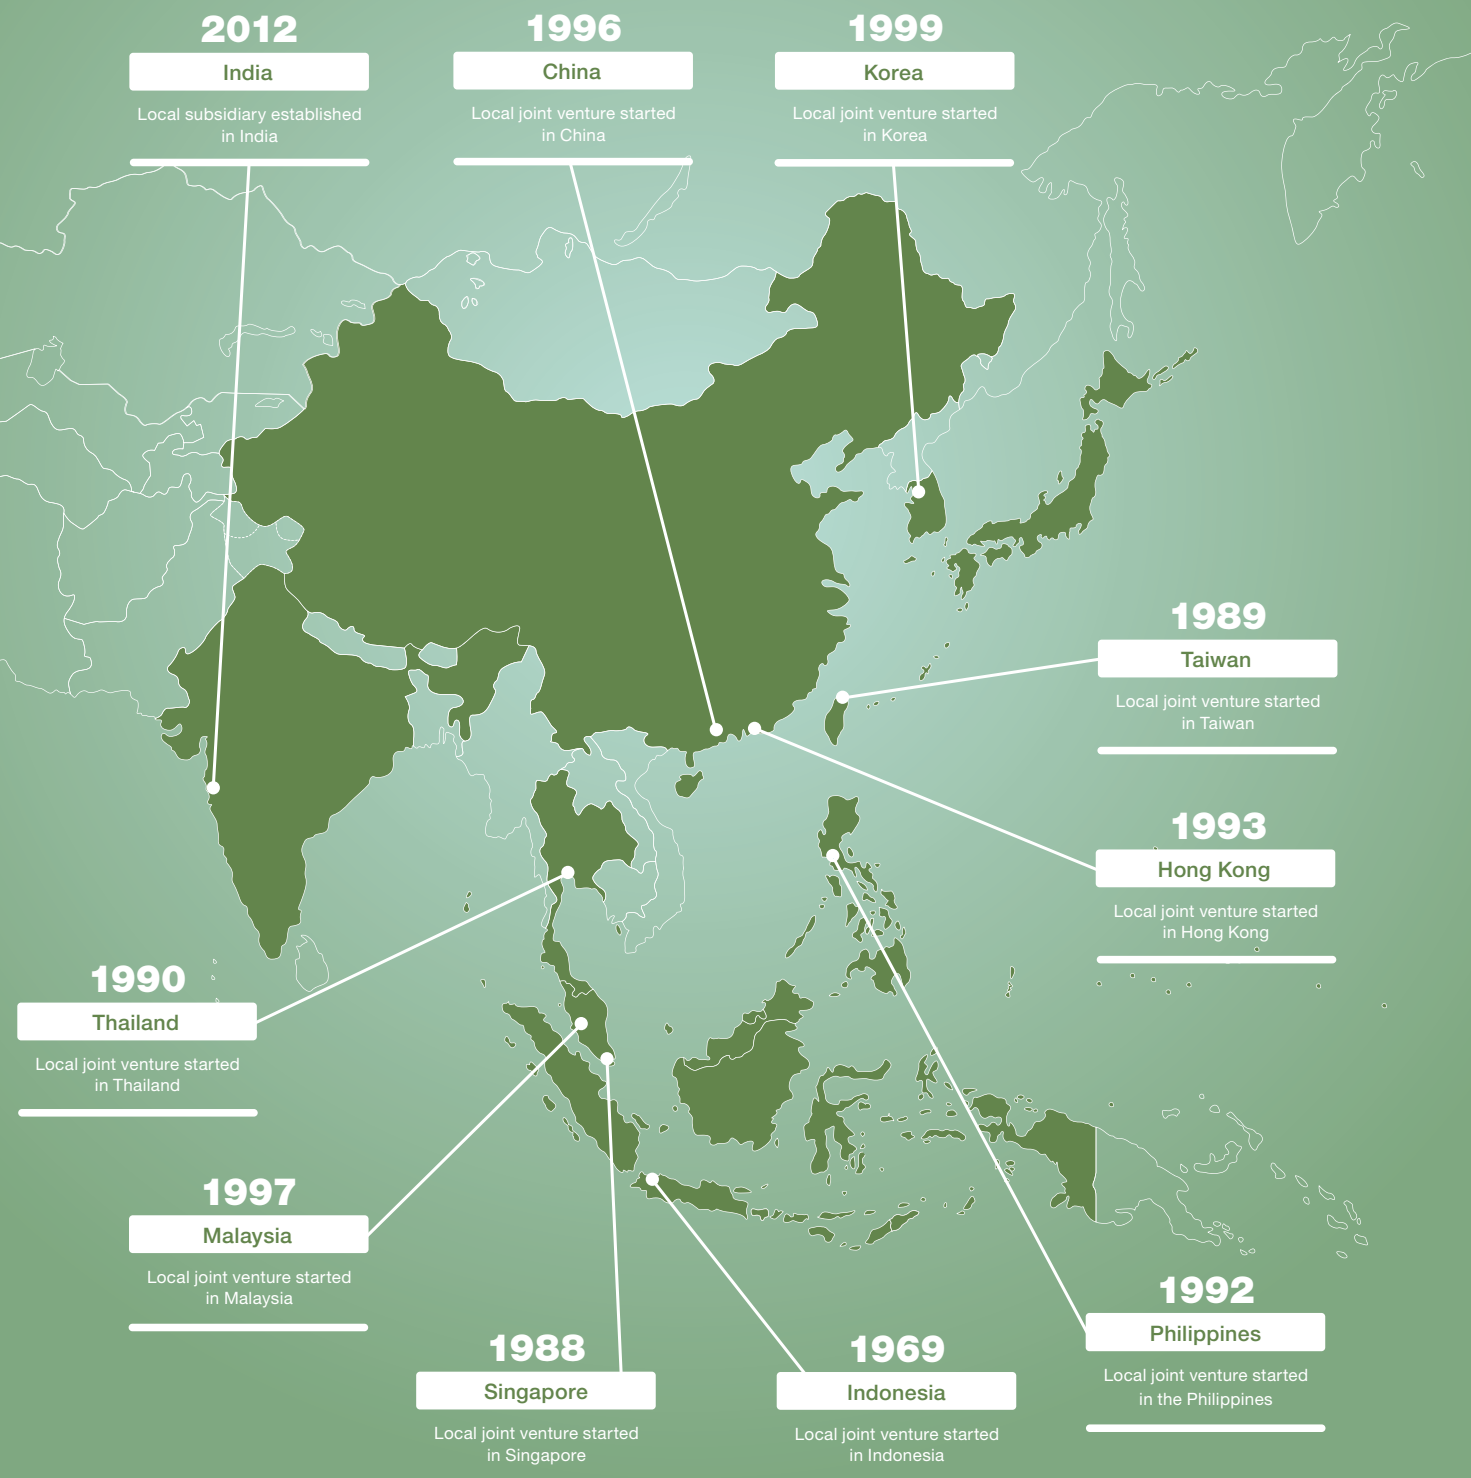 2012
India
Local subsidiary established
in India
1996
China
Local joint venture started
in China
1999
Korea
Local joint venture started
in Korea
1989
Taiwan
Local joint venture started
in Taiwan
1993
Hong Kong
Local joint venture started
in Hong Kong
1990
Thailand
Local joint venture started
in Thailand
1997
Malaysia
Local joint venture started
in Malaysia
1988
Singapore
Local joint venture started
in Singapore
1969
Indonesia
Local joint venture started
in Indonesia
1992
Philippines
Local joint venture started
in the Philippines